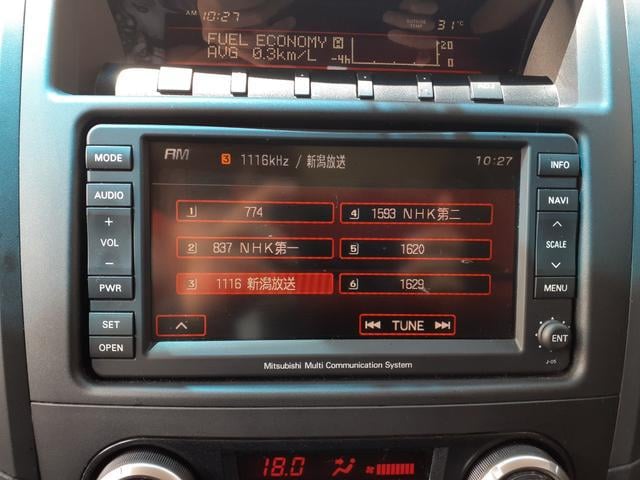 AM 10:27
OUTSIDE TEMP 31℃
FUEL ECONOMY
AVG 0.3km/L
-4h
20
0
MODE
AUDIO
+
VOL
−
PWR
SET
OPEN
AM
3 1116kHz / 新潟放送
10:27
1 774
4 1593 NHK第二
2 837 NHK第一
5 1620
3 1116 新潟放送
6 1629
TUNE
INFO
NAVI
SCALE
MENU
ENT
J-05
Mitsubishi Multi Communication System
18.0